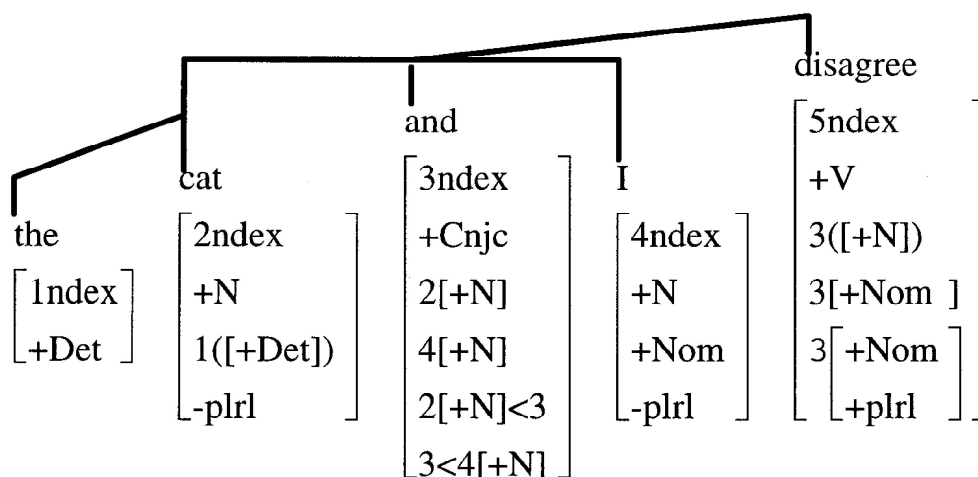 the
1ndex
+Det
cat
2ndex
+N
1([+Det])
-plrl
and
3ndex
+Cnjc
2[+N]
4[+N]
2[+N]<3
3<4[+N]
I
4ndex
+N
+Nom
-plrl
disagree
5ndex
+V
3([+N])
3[+Nom ]
3[+Nom
+plrl]